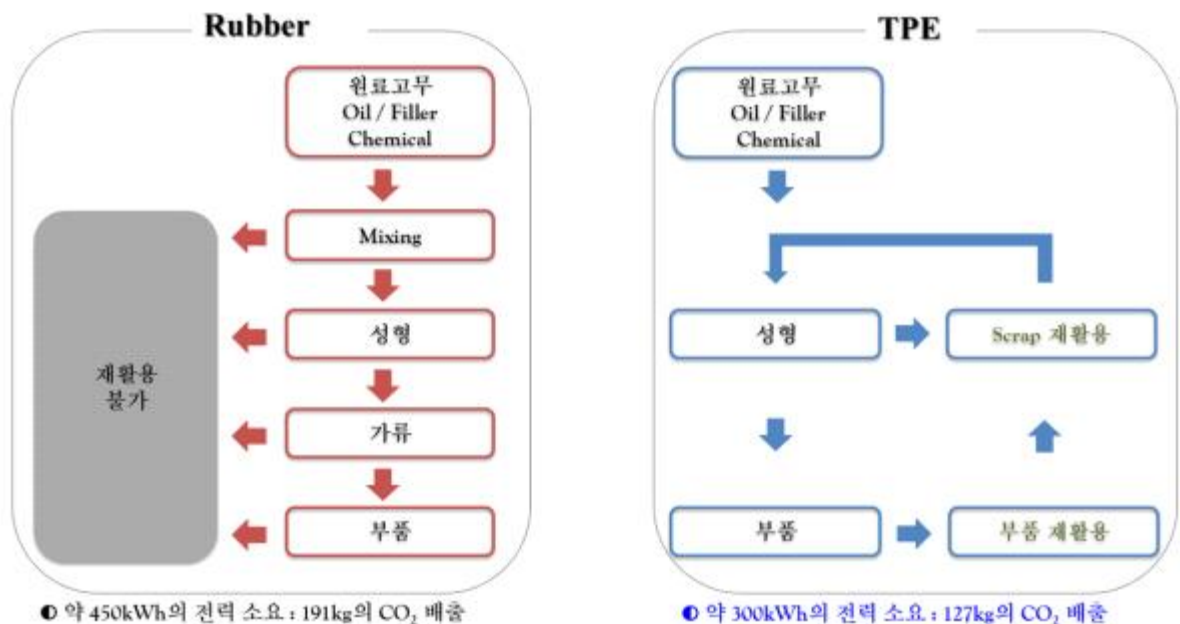 Rubber
원료고무
Oil / Filler
Chemical
Mixing
성형
가류
부품
재활용
불가
◐ 약 450kWh의 전력 소요 : 191kg의 CO₂ 배출
TPE
원료고무
Oil / Filler
Chemical
성형
Scrap 재활용
부품
부품 재활용
◐ 약 300kWh의 전력 소요 : 127kg의 CO₂ 배출